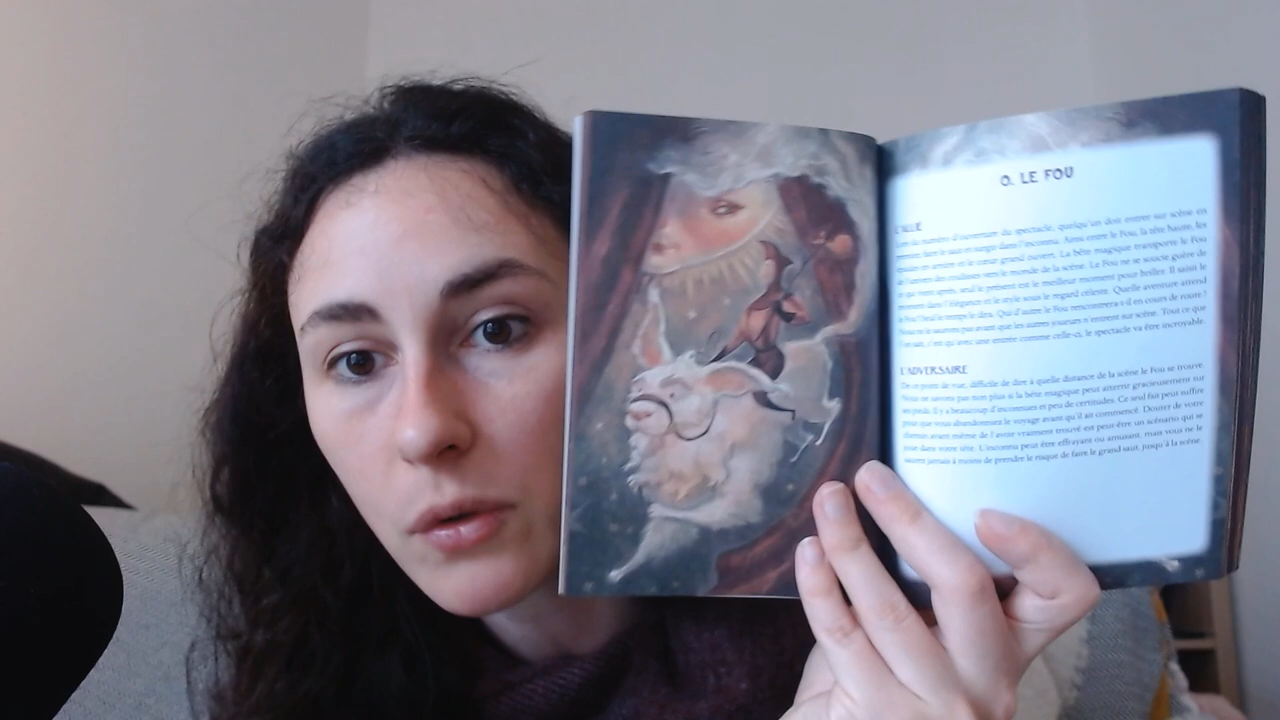 0. LE FOU
L'ALLIÉ
Lors du numéro d'ouverture du spectacle, quelqu'un doit entrer sur scène en
premier, faire le saut en surgir dans l'inconnu. Ainsi entre le Fou, la tête haute, les
épaules en arrière et le cœur grand ouvert. La bête magique transporte le Fou
de l'univers des coulisses vers le monde de la scène. Le Fou ne se soucie guère de
ce qui vient après, seul le présent est le meilleur moment pour briller. Il saisit le
moment dans l'élégance et le style sous le regard céleste. Quelle aventure attend
le Fou? Seul le temps le dira. Qui d'autre le Fou rencontrera-t-il en cours de route?
Nous ne le saurons pas avant que les autres joueurs n'entrent sur scène. Tout ce que
l'on sait, c'est qu'avec une entrée comme celle-ci, le spectacle va être incroyable.
L'ADVERSAIRE
De ce point de vue, difficile de dire à quelle distance de la scène le Fou se trouve.
Nous ne savons pas non plus si la bête magique peut atterrir gracieusement sur
ses pieds. Il y a beaucoup d'inconnues et peu de certitudes. Ce seul fait peut suffire
pour que vous abandonniez le voyage avant qu'il ait commencé. Douter de votre
chemin avant même de l'avoir vraiment trouvé est peut-être un scénario qui se
joue dans votre tête. L'inconnu peut être effrayant ou amusant, mais vous ne le
saurez jamais à moins de prendre le risque de faire le grand saut, jusqu'à la scène.